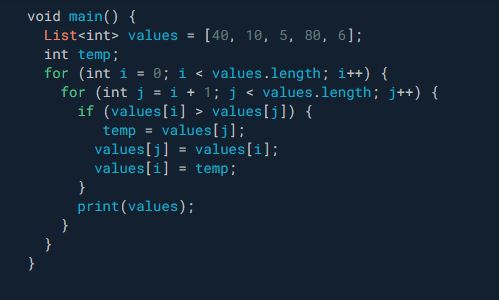 void main() {
  List<int> values = [40, 10, 5, 80, 6];
  int temp;
  for (int i = 0; i < values.length; i++) {
    for (int j = i + 1; j < values.length; j++) {
      if (values[i] > values[j]) {
         temp = values[j];
        values[j] = values[i];
        values[i] = temp;
      }
      print(values);
    }
  }
}